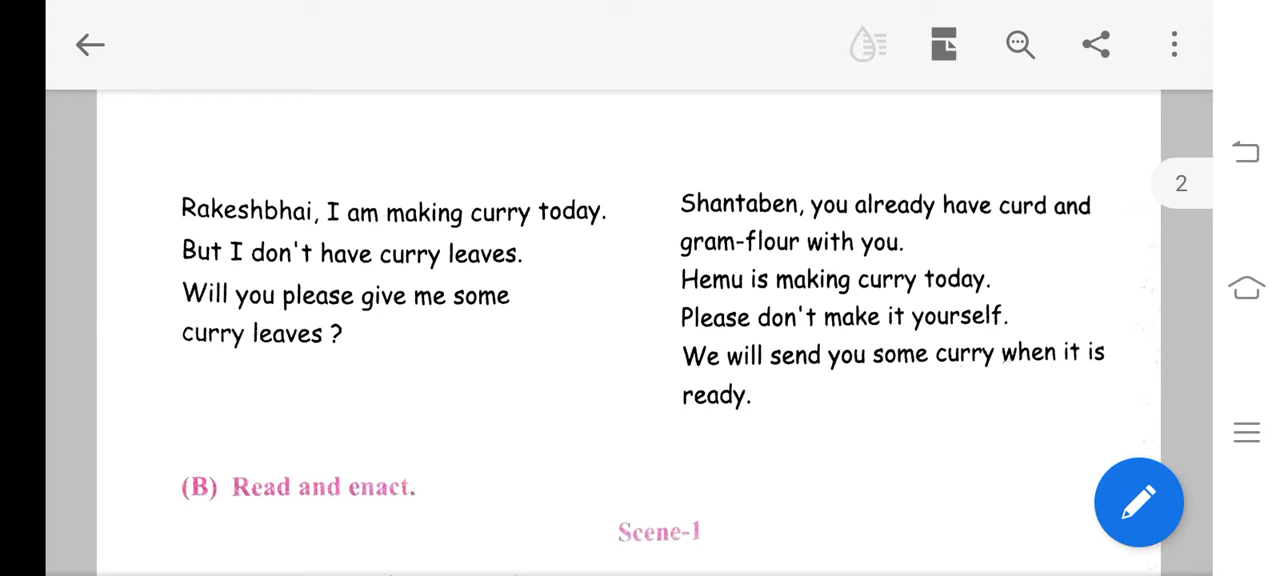 2
Rakeshbhai, I am making curry today.
But I don't have curry leaves.
Will you please give me some
curry leaves ?
Shantaben, you already have curd and
gram-flour with you.
Hemu is making curry today.
Please don't make it yourself.
We will send you some curry when it is
ready.
(B) Read and enact.
Scene-1